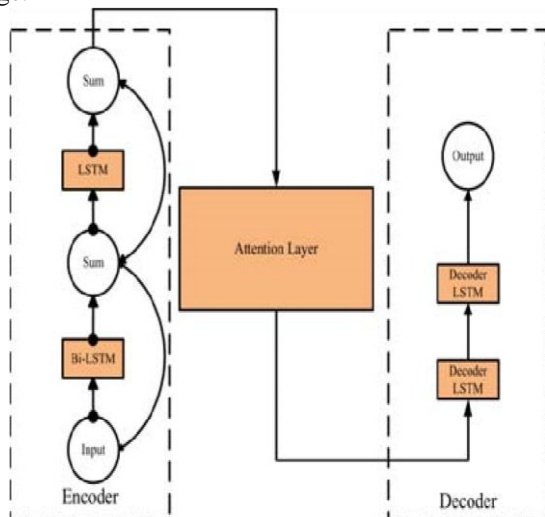 Sum
LSTM
Sum
Bi-LSTM
Input
Encoder
Attention Layer
Output
Decoder
LSTM
Decoder
LSTM
Decoder